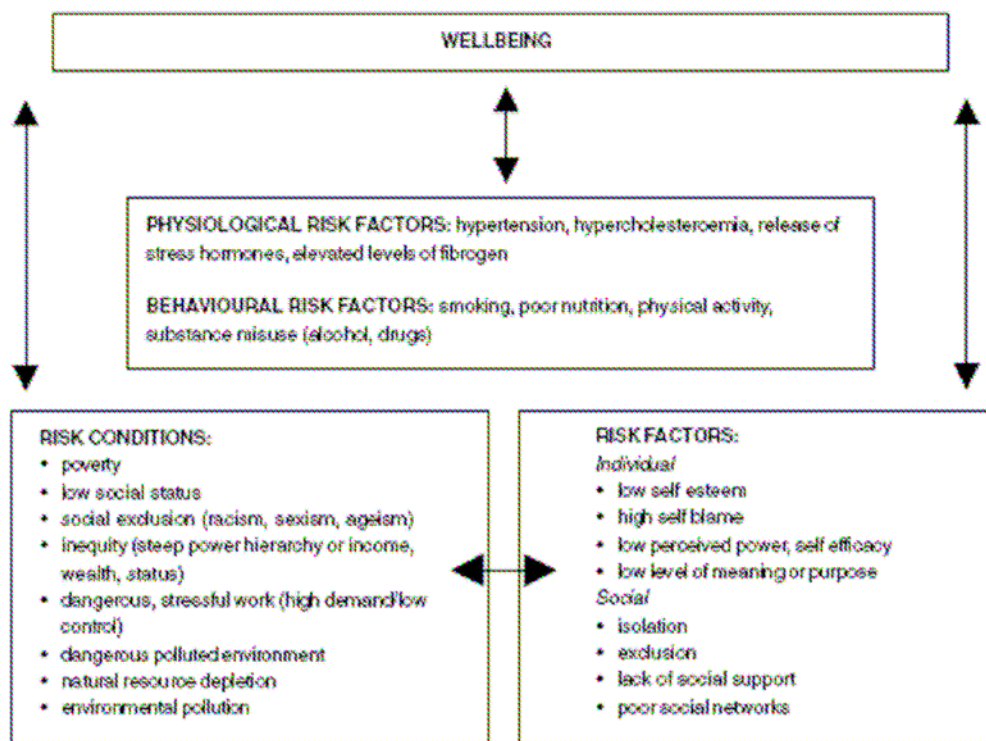 WELLBEING
PHYSIOLOGICAL RISK FACTORS: hypertension, hypercholesteroemia, release of
stress hormones, elevated levels of fibrogen
BEHAVIOURAL RISK FACTORS: smoking, poor nutrition, physical activity,
substance misuse (alcohol, drugs)
RISK CONDITIONS:
• poverty
• low social status
• social exclusion (racism, sexism, ageism)
• inequity (steep power hierarchy or income,
wealth, status)
• dangerous, stressful work (high demand/low
control)
• dangerous polluted environment
• natural resource depletion
• environmental pollution
RISK FACTORS:
Individual
• low self esteem
• high self blame
• low perceived power, self efficacy
• low level of meaning or purpose
Social
• isolation
• exclusion
• lack of social support
• poor social networks